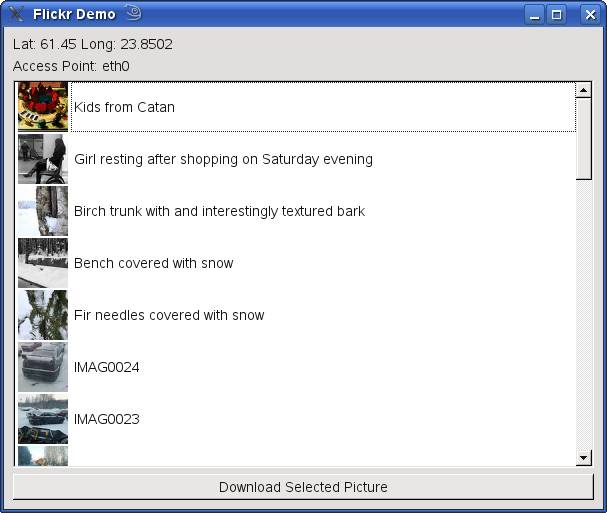 Flickr Demo
Lat: 61.45 Long: 23.8502
Access Point: eth0
Kids from Catan
Girl resting after shopping on Saturday evening
Birch trunk with and interestingly textured bark
Bench covered with snow
Fir needles covered with snow
IMAG0024
IMAG0023
Download Selected Picture